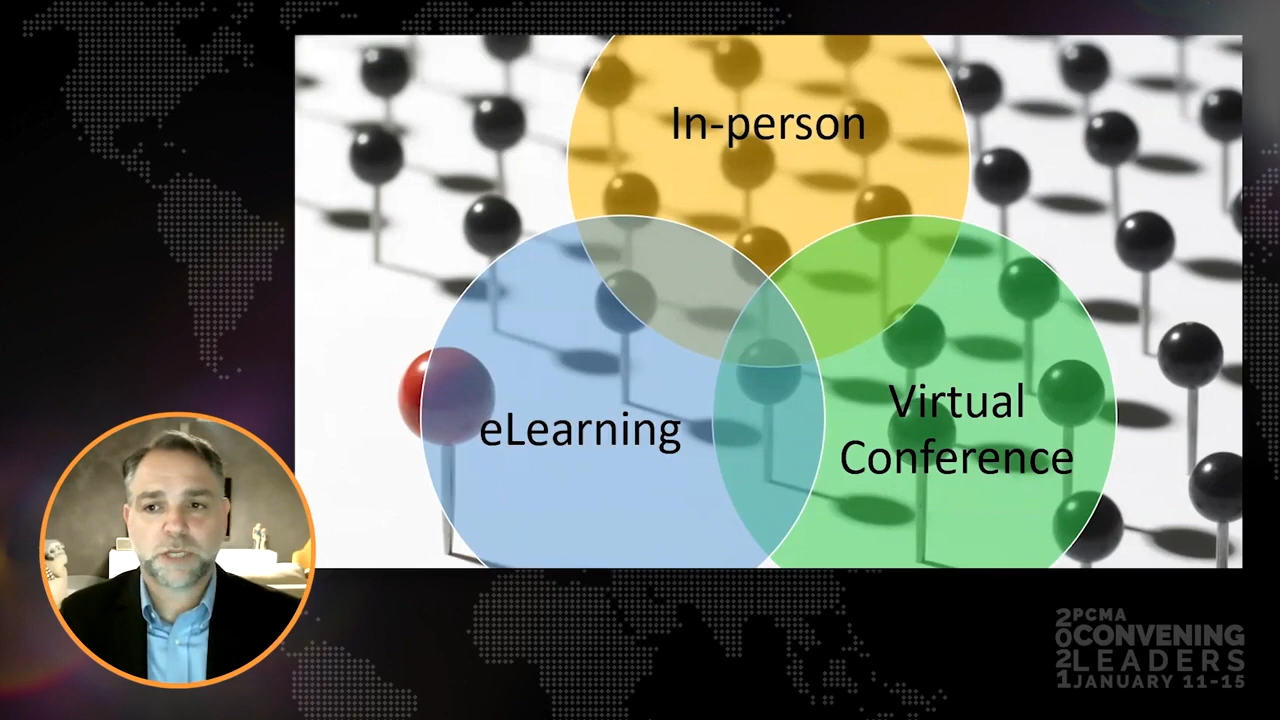 In-person
eLearning
Virtual
Conference
2021
PCMA
CONVENING
LEADERS
JANUARY 11-15